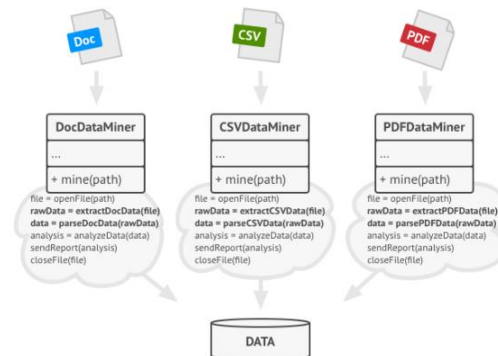 Doc
CSV
PDF
DocDataMiner
...
+ mine(path)
file = openFile(path)
rawData = extractDocData(file)
data = parseDocData(rawData)
analysis = analyzeData(data)
sendReport(analysis)
closeFile(file)
CSVDataMiner
...
+ mine(path)
file = openFile(path)
rawData = extractCSVData(file)
data = parseCSVData(rawData)
analysis = analyzeData(data)
sendReport(analysis)
closeFile(file)
PDFDataMiner
...
+ mine(path)
file = openFile(path)
rawData = extractPDFData(file)
data = parsePDFData(rawData)
analysis = analyzeData(data)
sendReport(analysis)
closeFile(file)
DATA